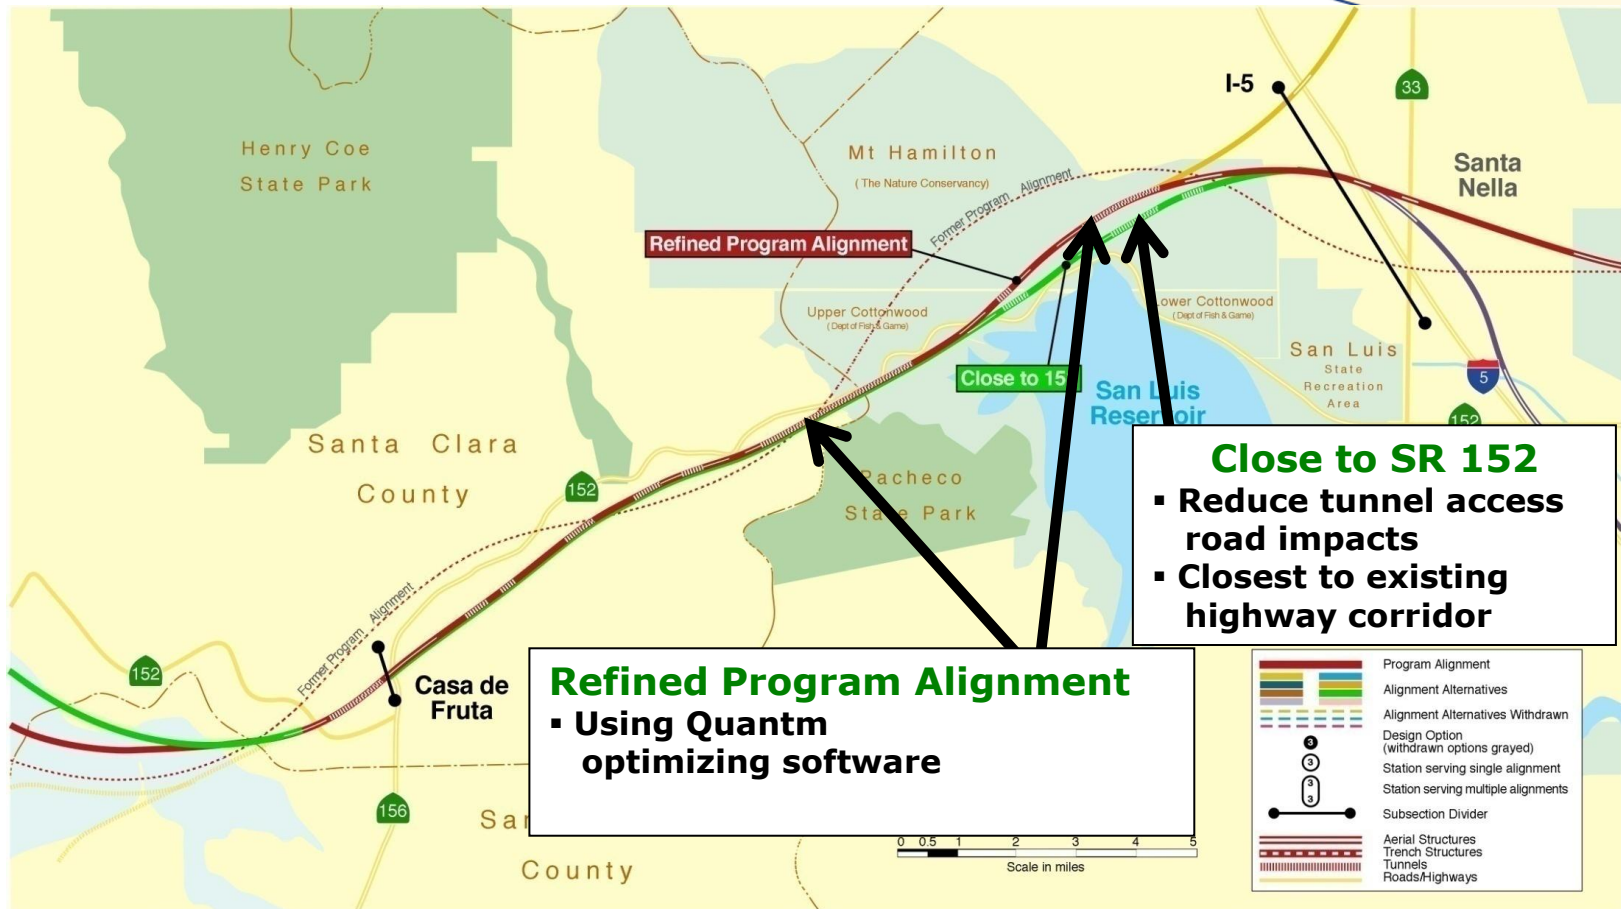 I-5
33
Henry Coe
State Park
Mt Hamilton
( The Nature Conservancy)
Santa
Nella
Former Program Alignment
Refined Program Alignment
Upper Cottonwood
( Dept of Fish & Game)
Lower Cottonwood
( Dept of Fish & Game)
San Luis
State
Recreation
Area
Close to 15
San Luis
Reservoir
5
152
Santa Clara
County
152
Pacheco
State Park
Close to SR 152
▪ Reduce tunnel access
road impacts
▪ Closest to existing
highway corridor
Former Program Alignment
152
Casa de
Fruta
156
Refined Program Alignment
▪ Using Quantm
optimizing software
County
0 0.5 1 2 3 4 5
Scale in miles
Program Alignment
Alignment Alternatives
Alignment Alternatives Withdrawn
3
Design Option
(withdrawn options grayed)
3
Station serving single alignment
3
3
Station serving multiple alignments
Subsection Divider
Aerial Structures
Trench Structures
Tunnels
Roads/Highways